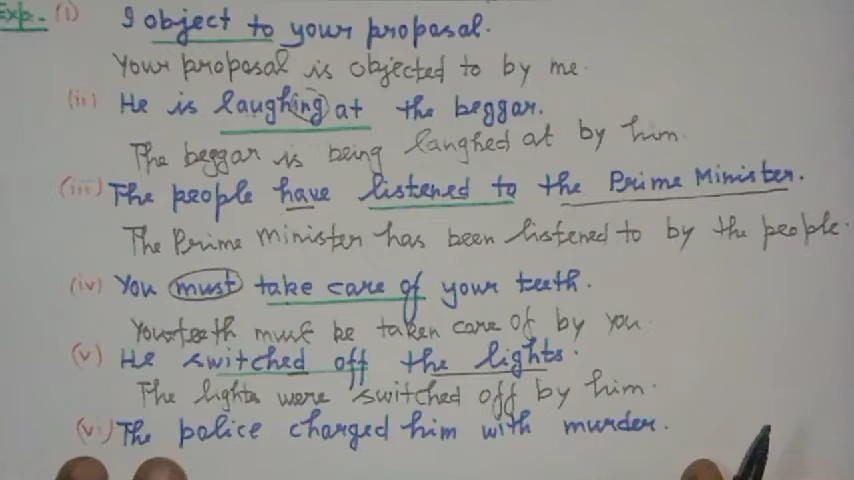 Exp. - (i) I object to your proposal.
Your proposal is objected to by me.
(ii) He is laughing at the beggar.
The beggar is being laughed at by him.
(iii) The people have listened to the Prime Minister.
The Prime Minister has been listened to by the people.
(iv) You must take care of your teeth.
Your teeth must be taken care of by you.
(v) He switched off the lights.
The lights were switched off by him.
(vi) The police charged him with murder.